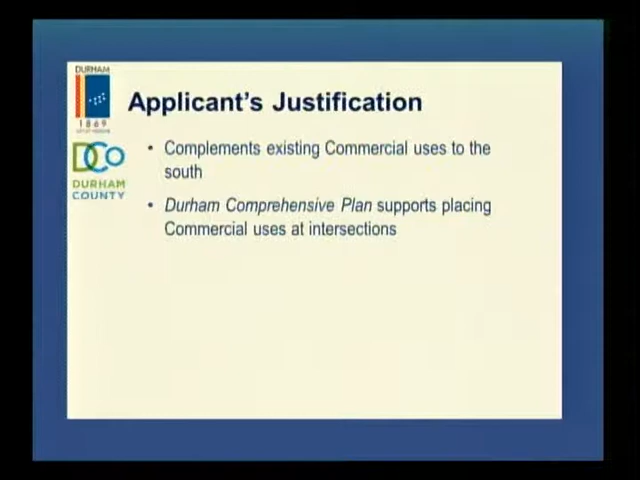 DURHAM
1869
Applicant's Justification
DCo
DURHAM
COUNTY
• Complements existing Commercial uses to the
south
• Durham Comprehensive Plan supports placing
Commercial uses at intersections